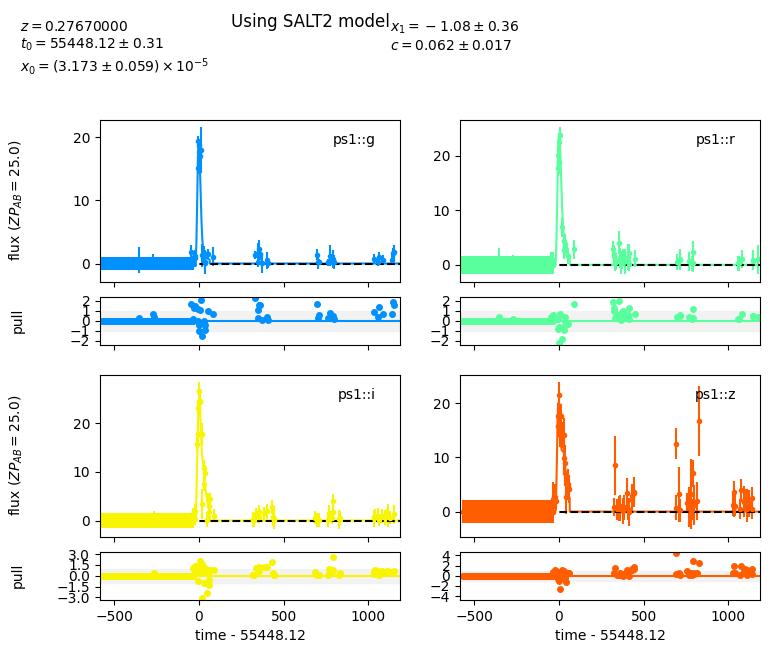 Using SALT2 model
z = 0.27670000
t₀ = 55448.12 ± 0.31
x₀ = (3.173 ± 0.059) × 10⁻⁵
x₁ = −1.08 ± 0.36
c = 0.062 ± 0.017
flux (ZP_AB = 25.0)
20
10
0
ps1::g
20
10
0
ps1::r
pull
2
1
0
−1
−2
2
1
0
−1
−2
flux (ZP_AB = 25.0)
20
10
0
ps1::i
20
10
0
ps1::z
pull
3.0
1.5
0.0
−1.5
−3.0
4
2
0
−2
−4
−500 0 500 1000
−500 0 500 1000
time - 55448.12
time - 55448.12